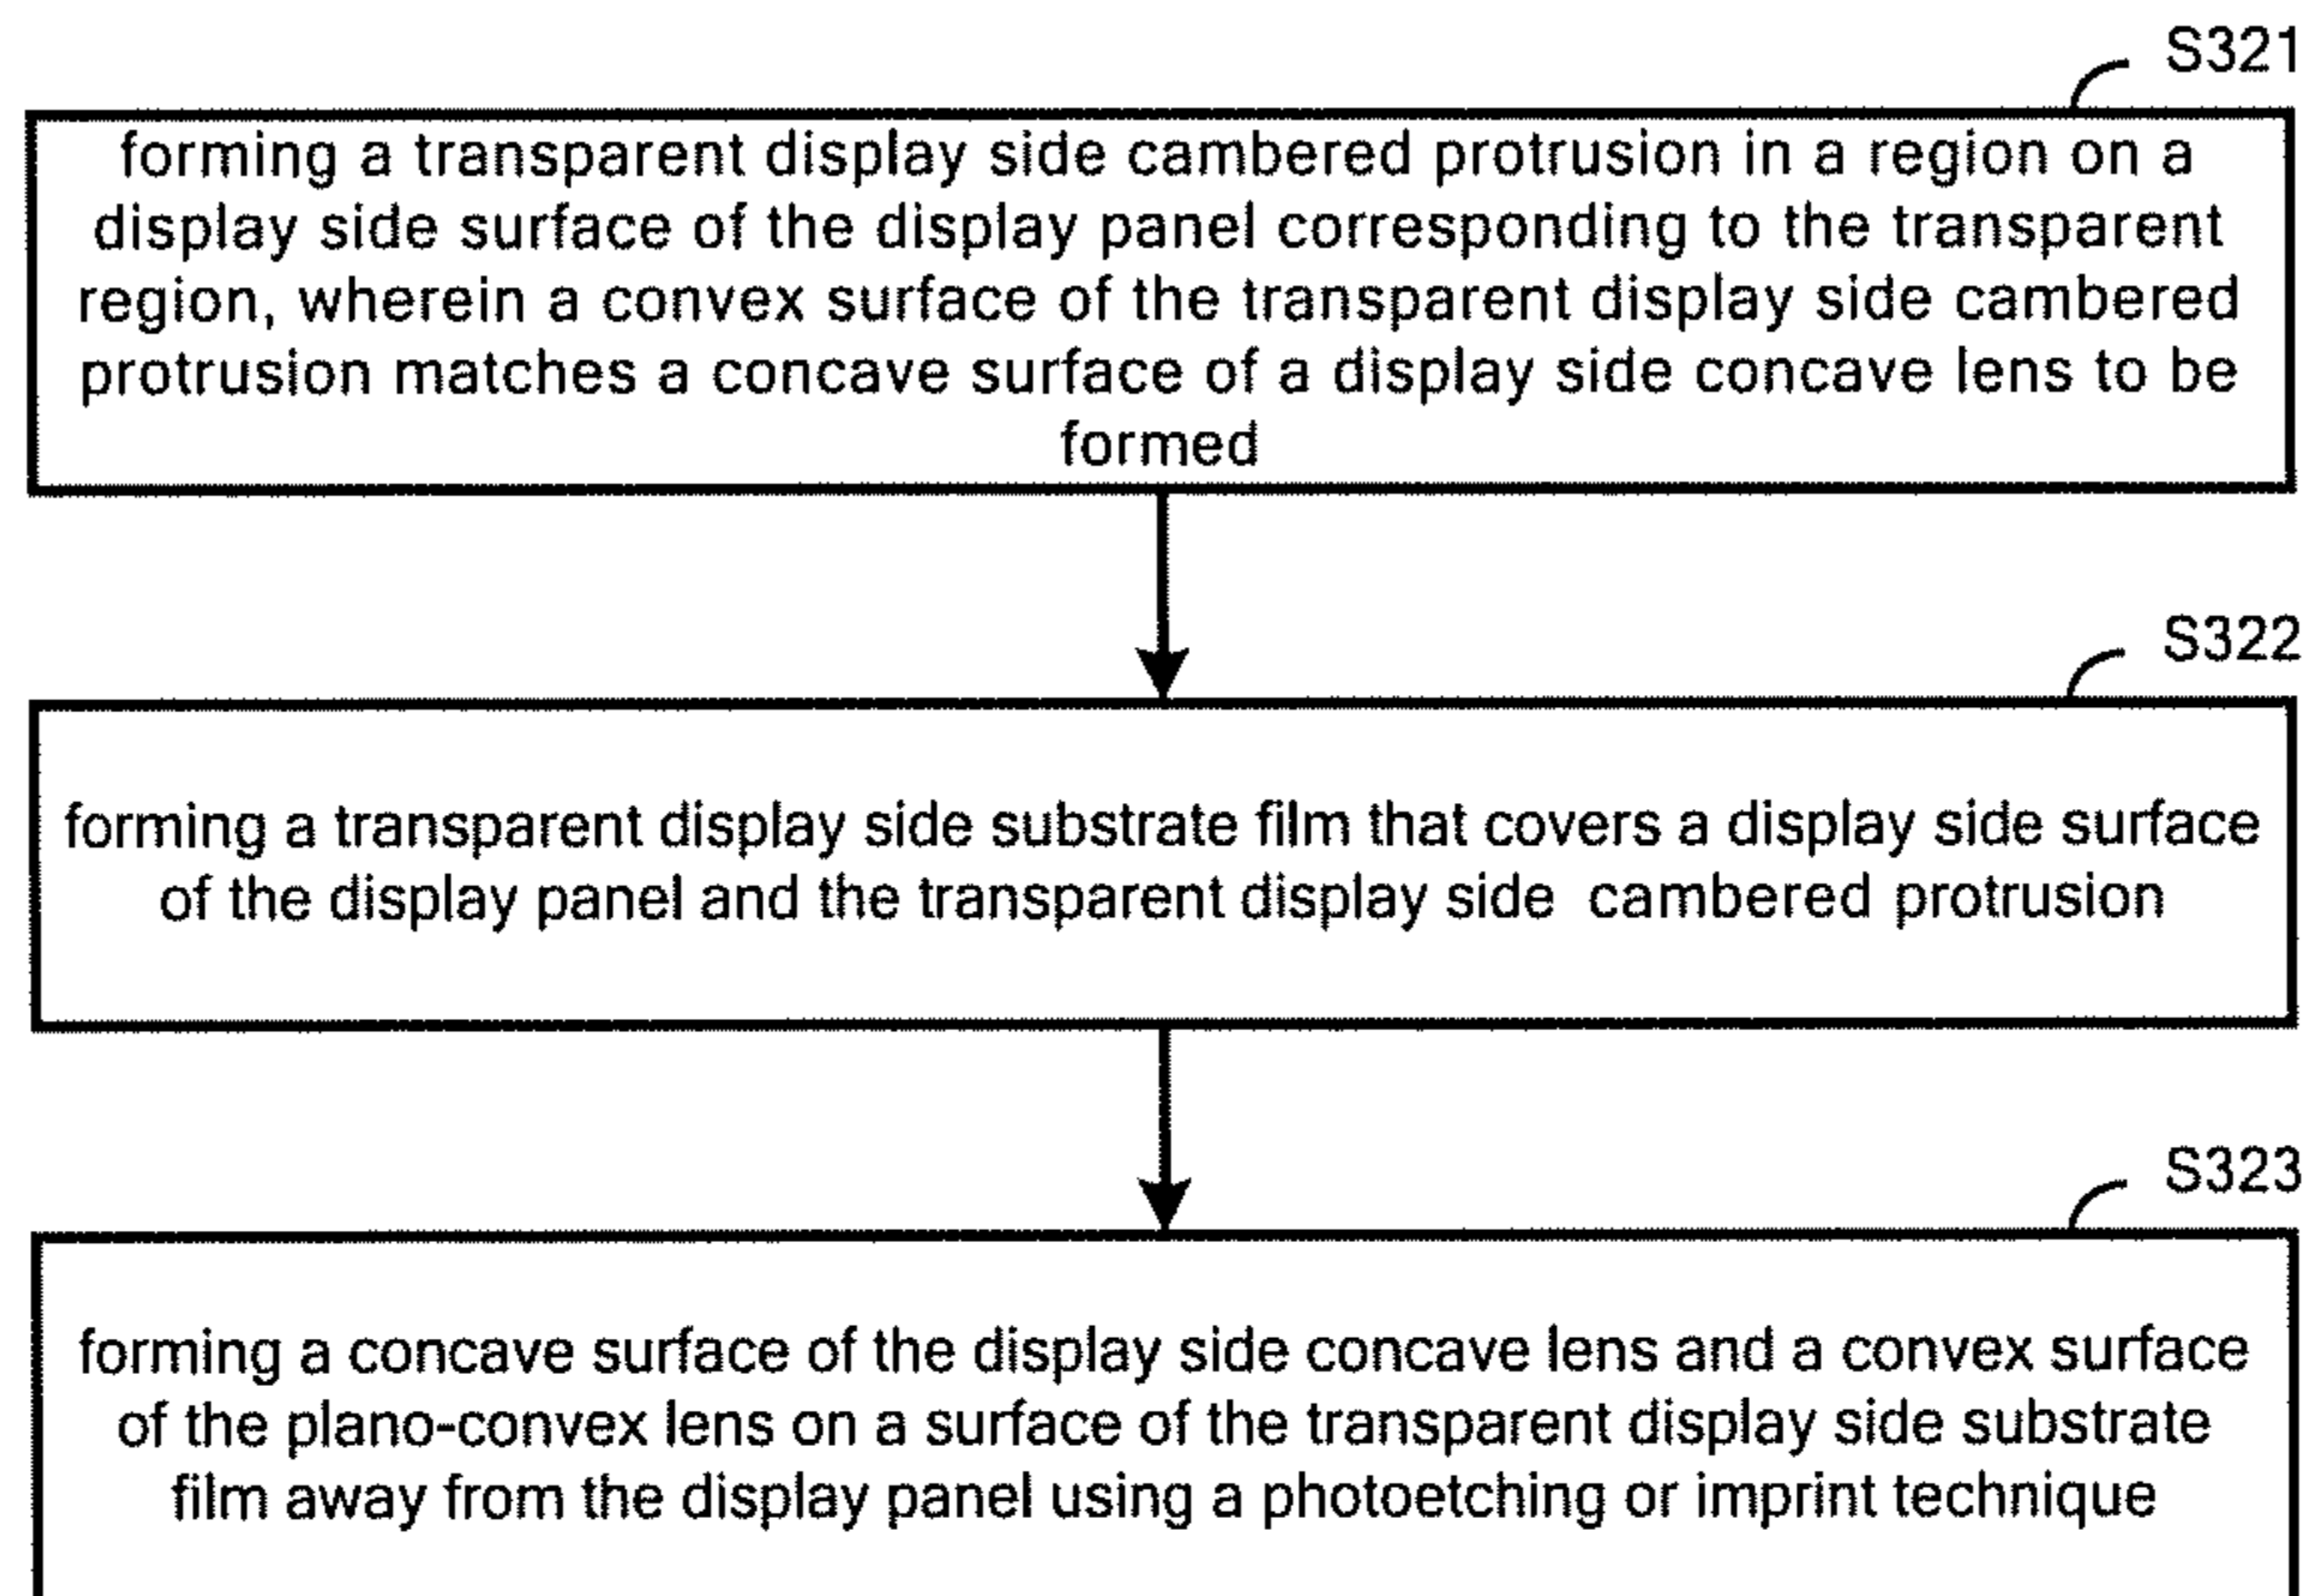 S321
forming a transparent display side cambered protrusion in a region on a
display side surface of the display panel corresponding to the transparent
region, wherein a convex surface of the transparent display side cambered
protrusion matches a concave surface of a display side concave lens to be
formed
S322
forming a transparent display side substrate film that covers a display side surface
of the display panel and the transparent display side cambered protrusion
S323
forming a concave surface of the display side concave lens and a convex surface
of the plano-convex lens on a surface of the transparent display side substrate
film away from the display panel using a photoetching or imprint technique